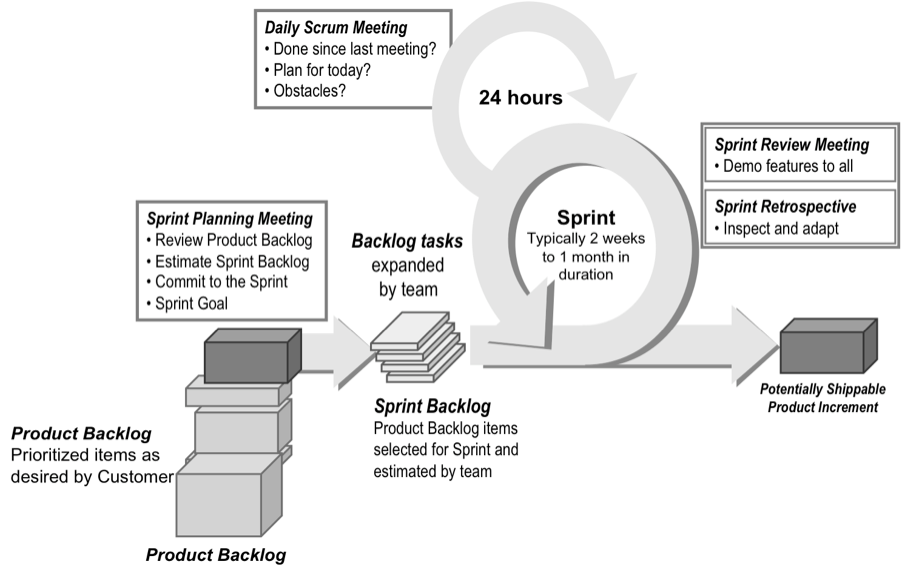 Daily Scrum Meeting
• Done since last meeting?
• Plan for today?
• Obstacles?
24 hours
Sprint Review Meeting
• Demo features to all
Sprint Retrospective
• Inspect and adapt
Sprint Planning Meeting
• Review Product Backlog
• Estimate Sprint Backlog
• Commit to the Sprint
• Sprint Goal
Backlog tasks
expanded
by team
Sprint
Typically 2 weeks
to 1 month in
duration
Sprint Backlog
Product Backlog items
selected for Sprint and
estimated by team
Potentially Shippable
Product Increment
Product Backlog
Prioritized items as
desired by Customer
Product Backlog